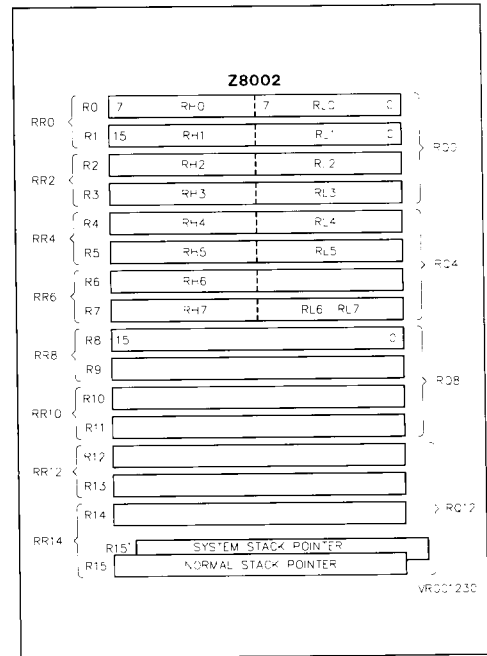 Z8002
R0 7 RH0 7 RL0 0
RR0
R1 15 RH1 RL1 0
RQ0
R2 RH2 RL2
RR2
R3 RH3 RL3
R4 RH4 RL4
RR4
R5 RH5 RL5
RQ4
R6 RH6
RR6
R7 RH7 RL6 RL7
R8 15 0
RR8
R9
RQ8
R10
RR10
R11
R12
RR12
R13
RQ12
R14
RR14
R15' SYSTEM STACK POINTER
R15 NORMAL STACK POINTER
VR001230